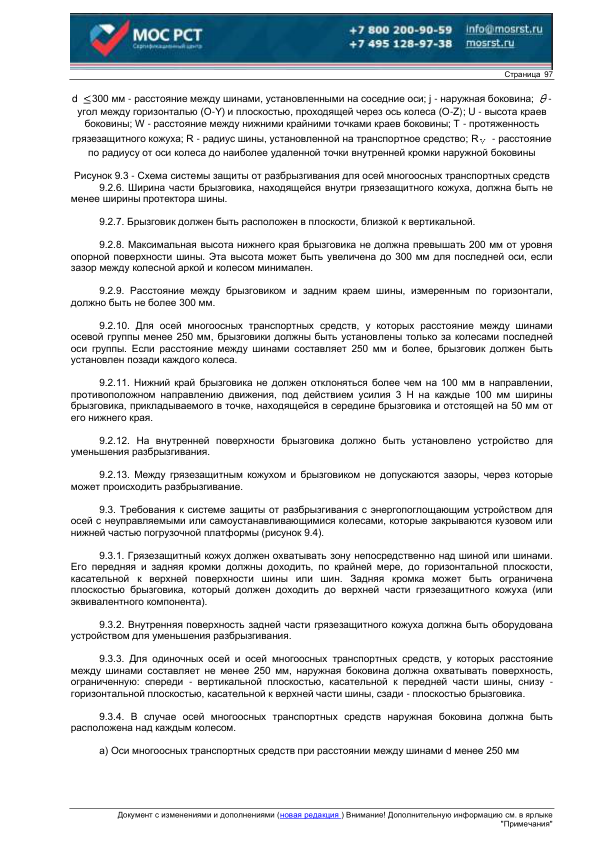 МОС РСТ
Сертификационный центр
+7 800 200-90-59
+7 495 128-97-38
info@mosrst.ru
mosrst.ru
Страница 97
d ≤300 мм - расстояние между шинами, установленными на соседние оси; j - наружная боковина; θ -
угол между горизонталью (O-Y) и плоскостью, проходящей через ось колеса (O-Z); U - высота краев
боковины; W - расстояние между нижними крайними точками краев боковины; T - протяженность
грязезащитного кожуха; R - радиус шины, установленной на транспортное средство; R_V - расстояние
по радиусу от оси колеса до наиболее удаленной точки внутренней кромки наружной боковины
Рисунок 9.3 - Схема системы защиты от разбрызгивания для осей многоосных транспортных средств
9.2.6. Ширина части брызговика, находящейся внутри грязезащитного кожуха, должна быть не
менее ширины протектора шины.
9.2.7. Брызговик должен быть расположен в плоскости, близкой к вертикальной.
9.2.8. Максимальная высота нижнего края брызговика не должна превышать 200 мм от уровня
опорной поверхности шины. Эта высота может быть увеличена до 300 мм для последней оси, если
зазор между колесной аркой и колесом минимален.
9.2.9. Расстояние между брызговиком и задним краем шины, измеренным по горизонтали,
должно быть не более 300 мм.
9.2.10. Для осей многоосных транспортных средств, у которых расстояние между шинами
осевой группы менее 250 мм, брызговики должны быть установлены только за колесами последней
оси группы. Если расстояние между шинами составляет 250 мм и более, брызговик должен быть
установлен позади каждого колеса.
9.2.11. Нижний край брызговика не должен отклоняться более чем на 100 мм в направлении,
противоположном направлению движения, под действием усилия 3 Н на каждые 100 мм ширины
брызговика, прикладываемого в точке, находящейся в середине брызговика и отстоящей на 50 мм от
его нижнего края.
9.2.12. На внутренней поверхности брызговика должно быть установлено устройство для
уменьшения разбрызгивания.
9.2.13. Между грязезащитным кожухом и брызговиком не допускаются зазоры, через которые
может происходить разбрызгивание.
9.3. Требования к системе защиты от разбрызгивания с энергопоглощающим устройством для
осей с неуправляемыми или самоустанавливающимися колесами, которые закрываются кузовом или
нижней частью погрузочной платформы (рисунок 9.4).
9.3.1. Грязезащитный кожух должен охватывать зону непосредственно над шиной или шинами.
Его передняя и задняя кромки должны доходить, по крайней мере, до горизонтальной плоскости,
касательной к верхней поверхности шины или шин. Задняя кромка может быть ограничена
плоскостью брызговика, который должен доходить до верхней части грязезащитного кожуха (или
эквивалентного компонента).
9.3.2. Внутренняя поверхность задней части грязезащитного кожуха должна быть оборудована
устройством для уменьшения разбрызгивания.
9.3.3. Для одиночных осей и осей многоосных транспортных средств, у которых расстояние
между шинами составляет не менее 250 мм, наружная боковина должна охватывать поверхность,
ограниченную: спереди - вертикальной плоскостью, касательной к передней части шины, снизу -
горизонтальной плоскостью, касательной к верхней части шины, сзади - плоскостью брызговика.
9.3.4. В случае осей многоосных транспортных средств наружная боковина должна быть
расположена над каждым колесом.
а) Оси многоосных транспортных средств при расстоянии между шинами d менее 250 мм
Документ с изменениями и дополнениями (новая редакция ) Внимание! Дополнительную информацию см. в ярлыке
"Примечания"